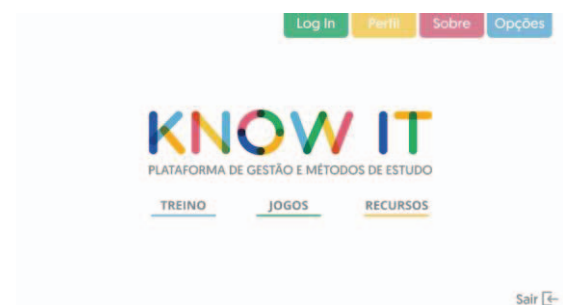 Log In Perfil Sobre Opções
KNOW IT
PLATAFORMA DE GESTÃO E MÉTODOS DE ESTUDO
TREINO JOGOS RECURSOS
Sair